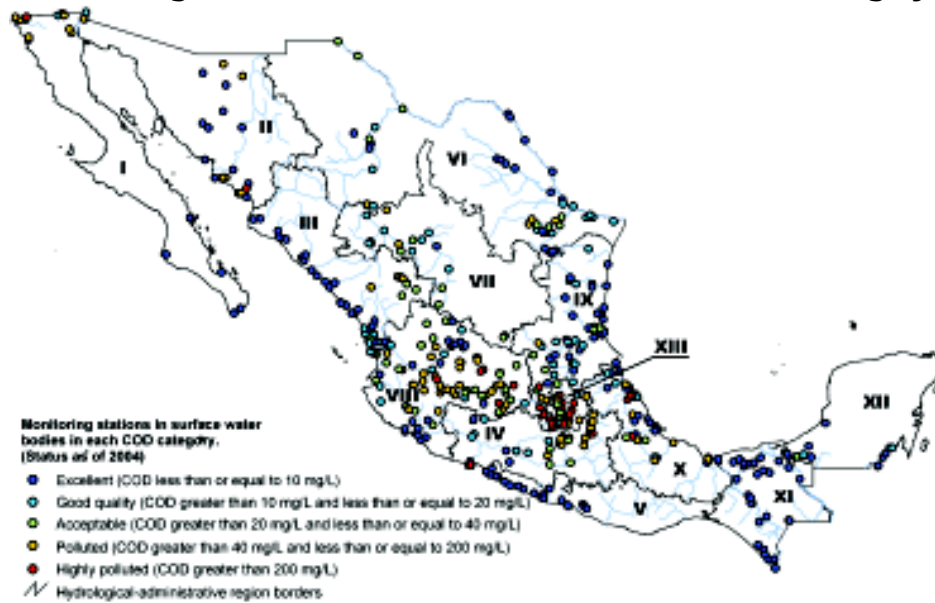 I
II
III
VI
VII
IX
XIII
VIII
IV
XII
X
XI
V
Monitoring stations in surface water
bodies in each COD category.
(Status as of 2004)
Excellent (COD less than or equal to 10 mg/L)
Good quality (COD greater than 10 mg/L and less than or equal to 20 mg/L)
Acceptable (COD greater than 20 mg/L and less than or equal to 40 mg/L)
Polluted (COD greater than 40 mg/L and less than or equal to 200 mg/L)
Highly polluted (COD greater than 200 mg/L)
Hydrological-administrative region borders